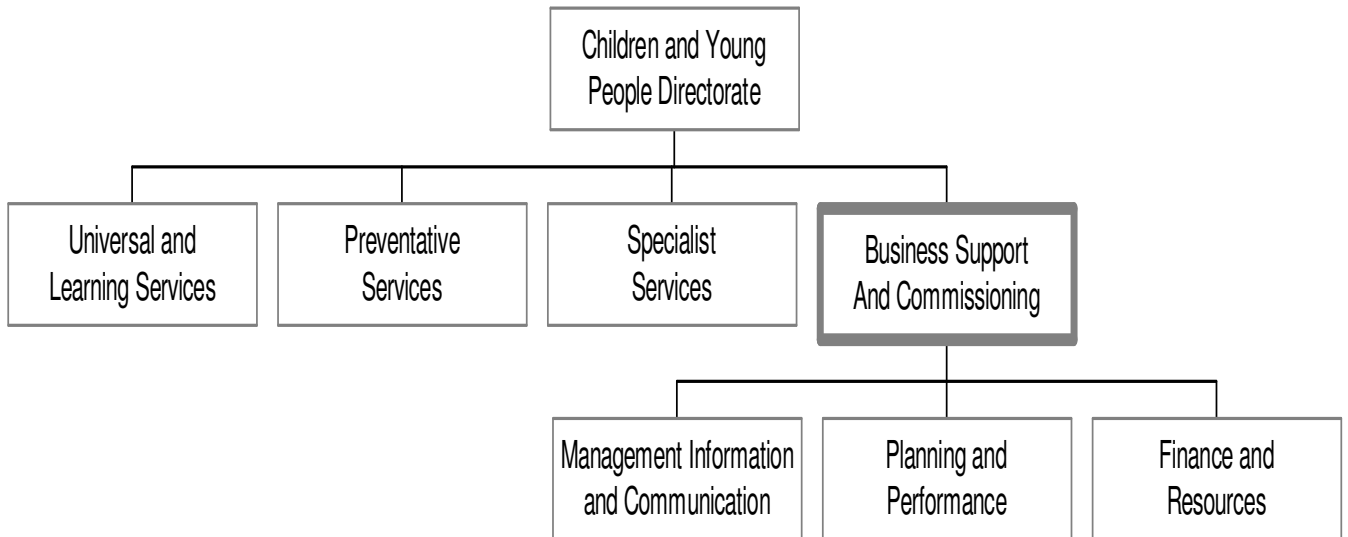 Children and Young
People Directorate
Universal and
Learning Services
Preventative
Services
Specialist
Services
Business Support
And Commissioning
Management Information
and Communication
Planning and
Performance
Finance and
Resources